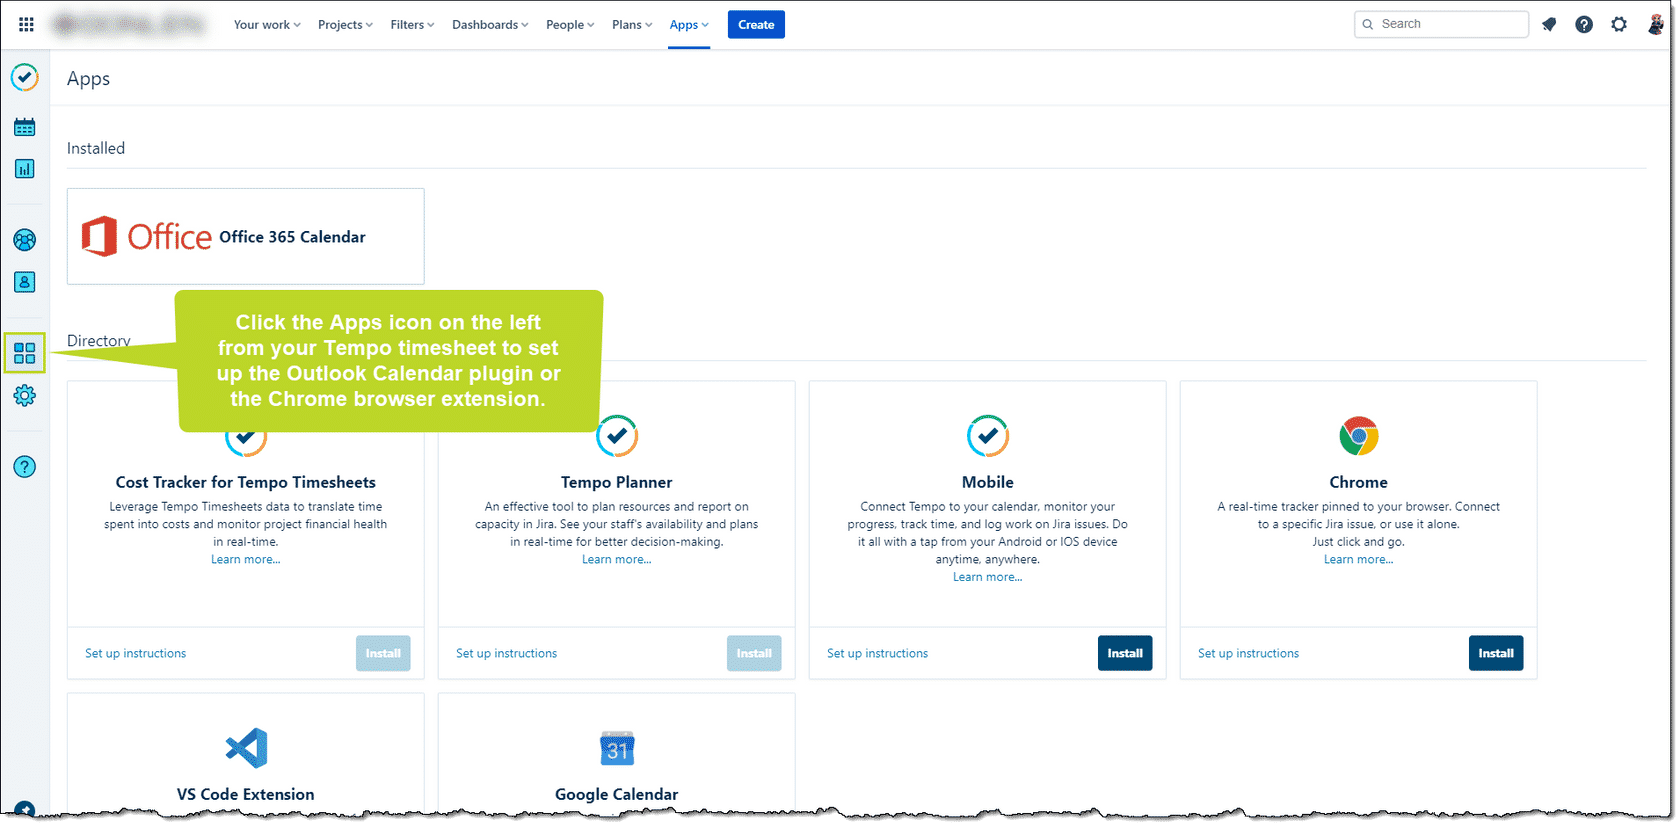 Your work Projects Filters Dashboards People Plans Apps Create Search
Apps
Installed
Office Office 365 Calendar
Directory
Click the Apps icon on the left
from your Tempo timesheet to set
up the Outlook Calendar plugin or
the Chrome browser extension.
Cost Tracker for Tempo Timesheets
Leverage Tempo Timesheets data to translate time
spent into costs and monitor project financial health
in real-time.
Learn more...
Set up instructions Install
Tempo Planner
An effective tool to plan resources and report on
capacity in Jira. See your staff's availability and plans
in real-time for better decision-making.
Learn more...
Set up instructions Install
Mobile
Connect Tempo to your calendar, monitor your
progress, track time, and log work on Jira issues. Do
it all with a tap from your Android or IOS device
anytime, anywhere.
Learn more...
Set up instructions Install
Chrome
A real-time tracker pinned to your browser. Connect
to a specific Jira issue, or use it alone.
Just click and go.
Learn more...
Set up instructions Install
VS Code Extension
31
Google Calendar